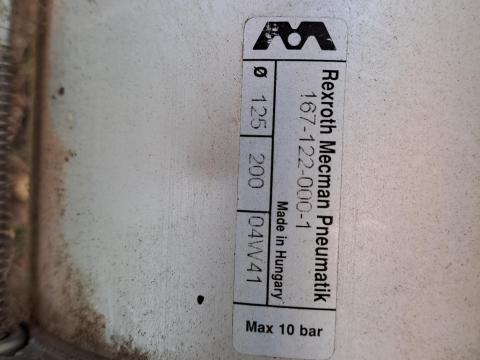 Rexroth Mecman Pneumatik
167-122-000-1
Made in Hungary
Ø 125 200 04W41
Max 10 bar